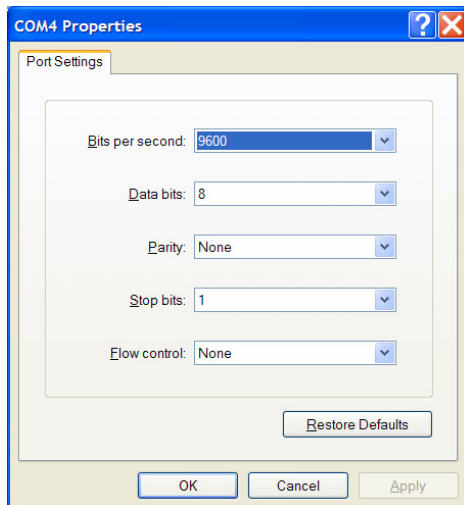 COM4 Properties
Port Settings
Bits per second: 9600
Data bits: 8
Parity: None
Stop bits: 1
Flow control: None
Restore Defaults
OK Cancel Apply